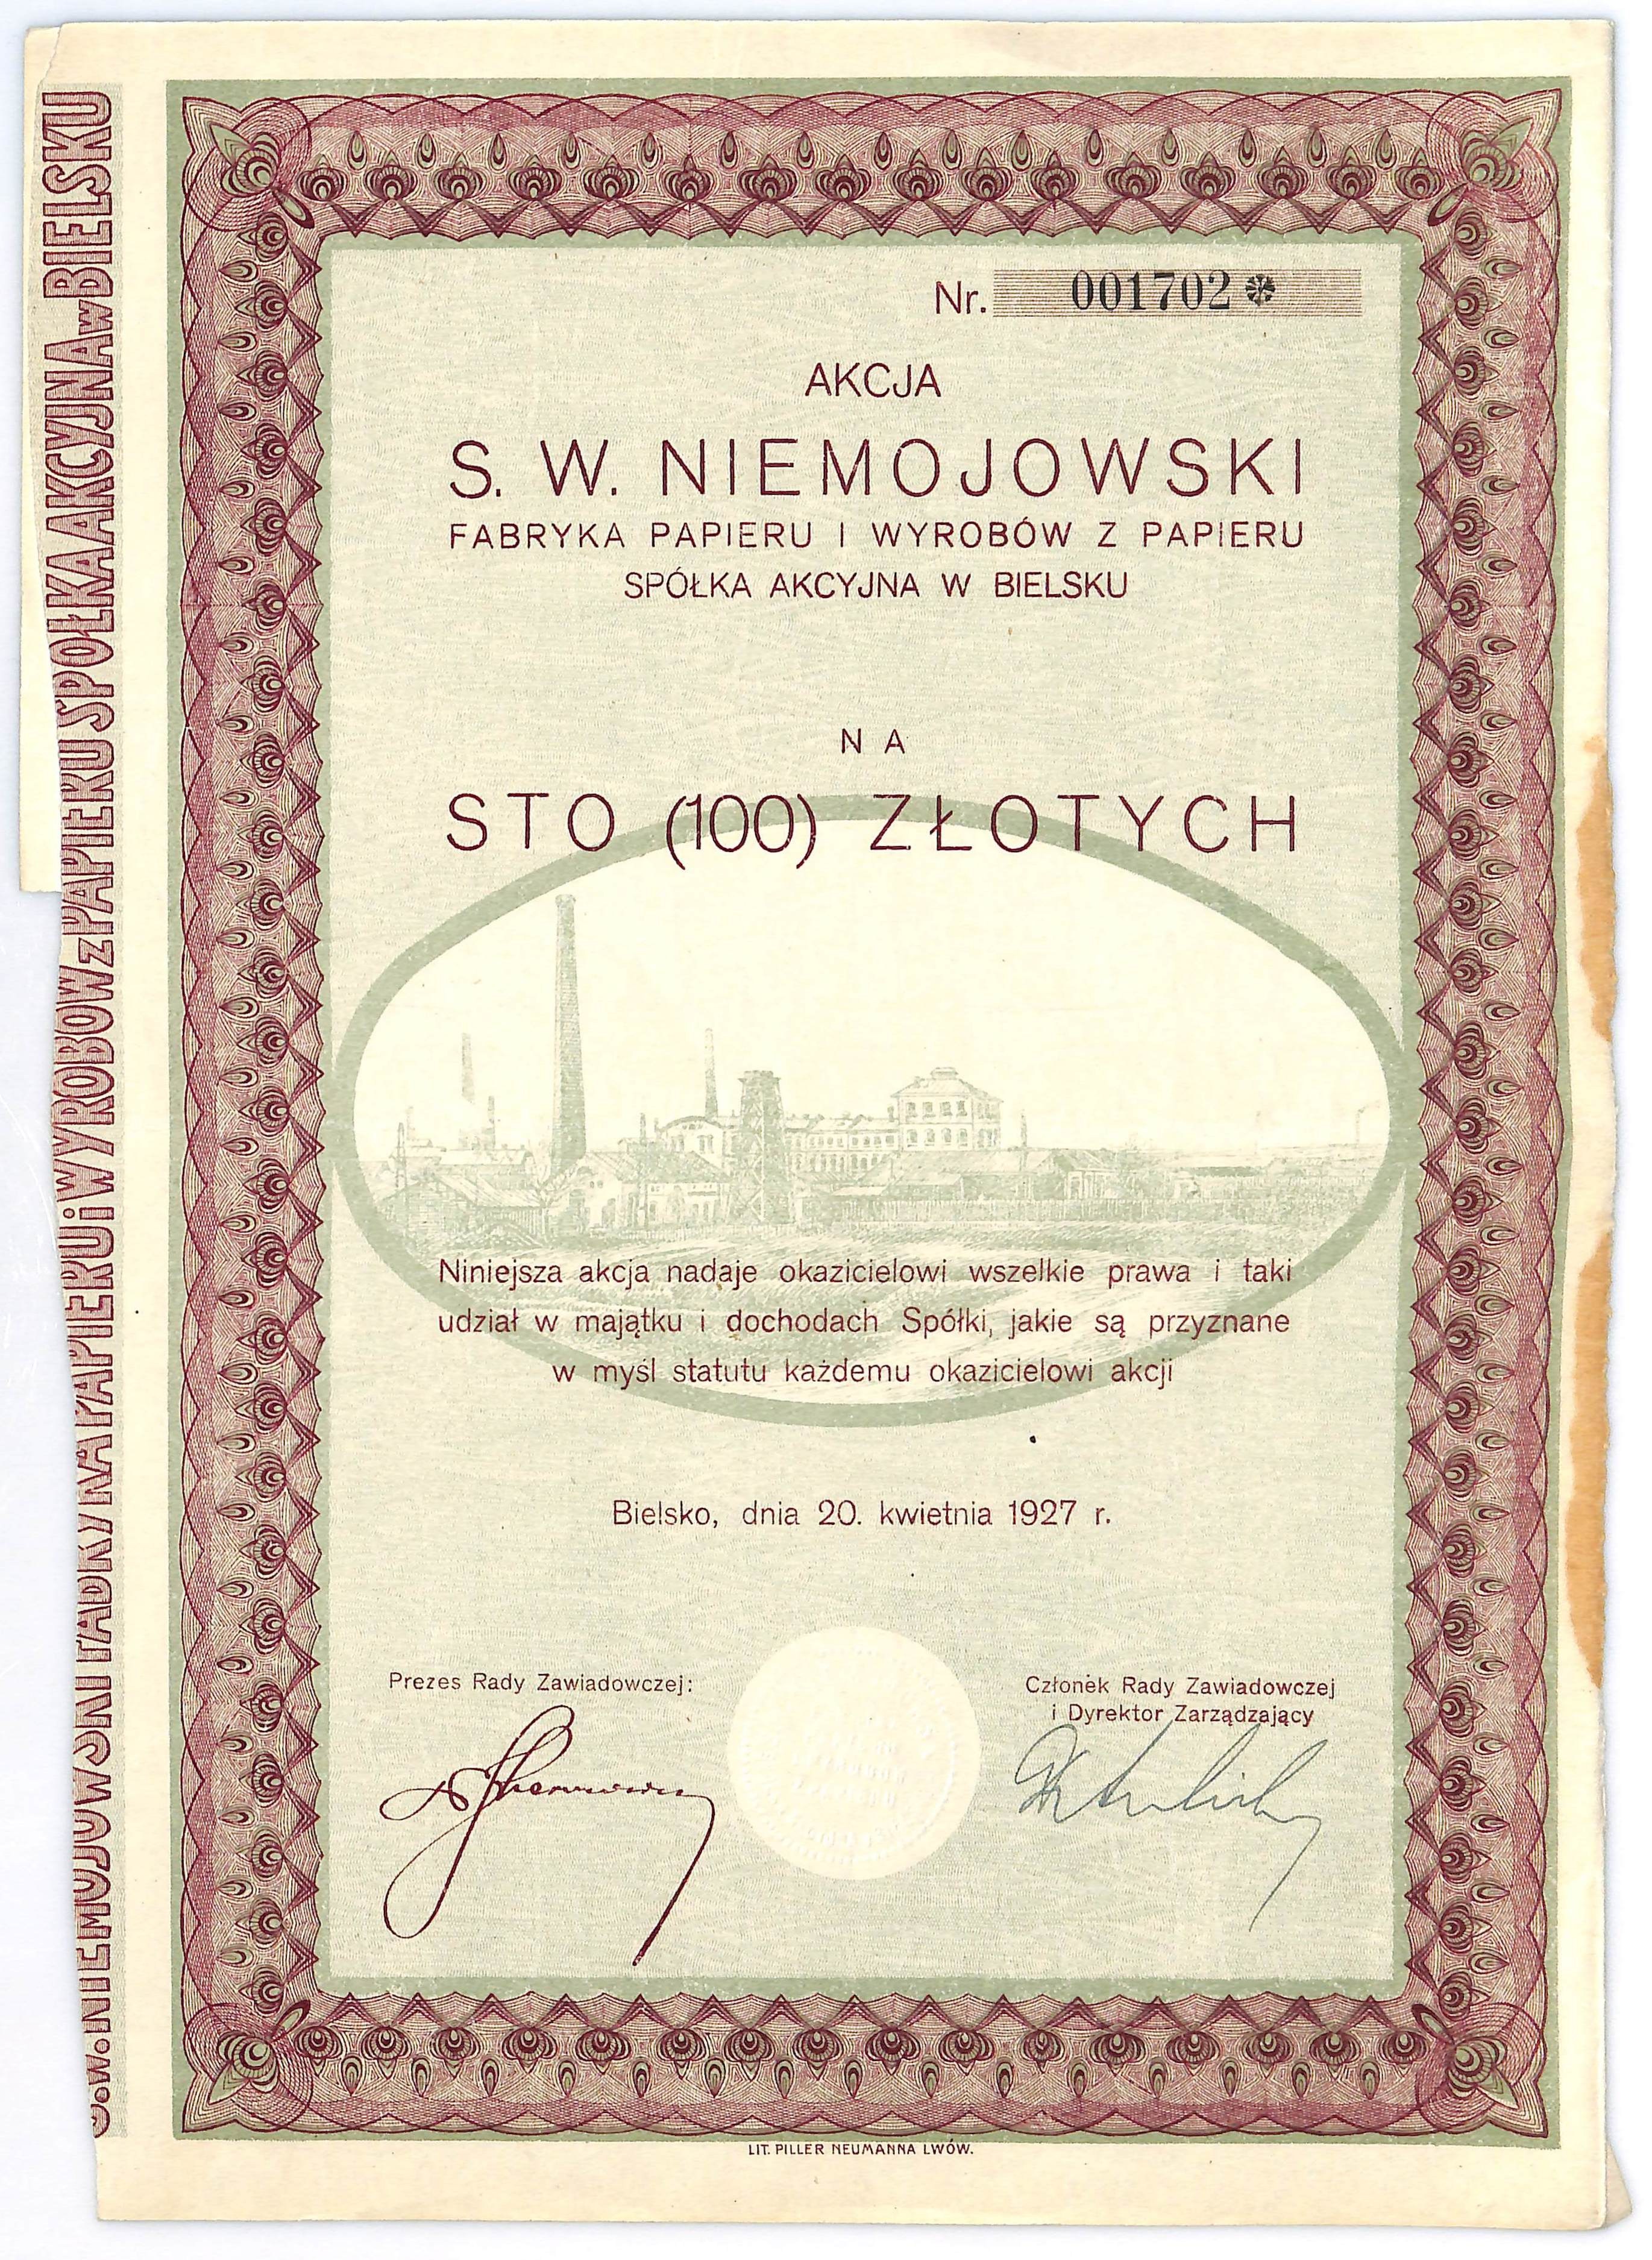 Nr. 001702
AKCJA
S. W. NIEMOJOWSKI
FABRYKA PAPIERU I WYROBÓW Z PAPIERU
SPÓŁKA AKCYJNA W BIELSKU
NA
STO (100) ZŁOTYCH
Niniejsza akcja nadaje okazicielowi wszelkie prawa i taki
udział w majątku i dochodach Spółki, jakie są przyznane
w myśl statutu każdemu okazicielowi akcji
Bielsko, dnia 20. kwietnia 1927 r.
Prezes Rady Zawiadowczej:
Członek Rady Zawiadowczej
i Dyrektor Zarządzający
LIT. PILLER NEUMANNA LWÓW.
S.W. NIEMOJOWSKI FABRYKA PAPIERU i WYROBÓW z PAPIERU SPÓŁKA AKCYJNA w BIELSKU